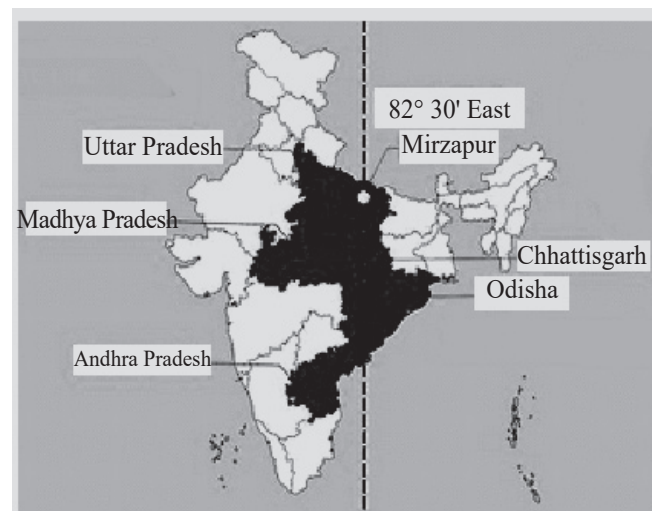 82° 30' East
Uttar Pradesh
Mirzapur
Madhya Pradesh
Chhattisgarh
Odisha
Andhra Pradesh